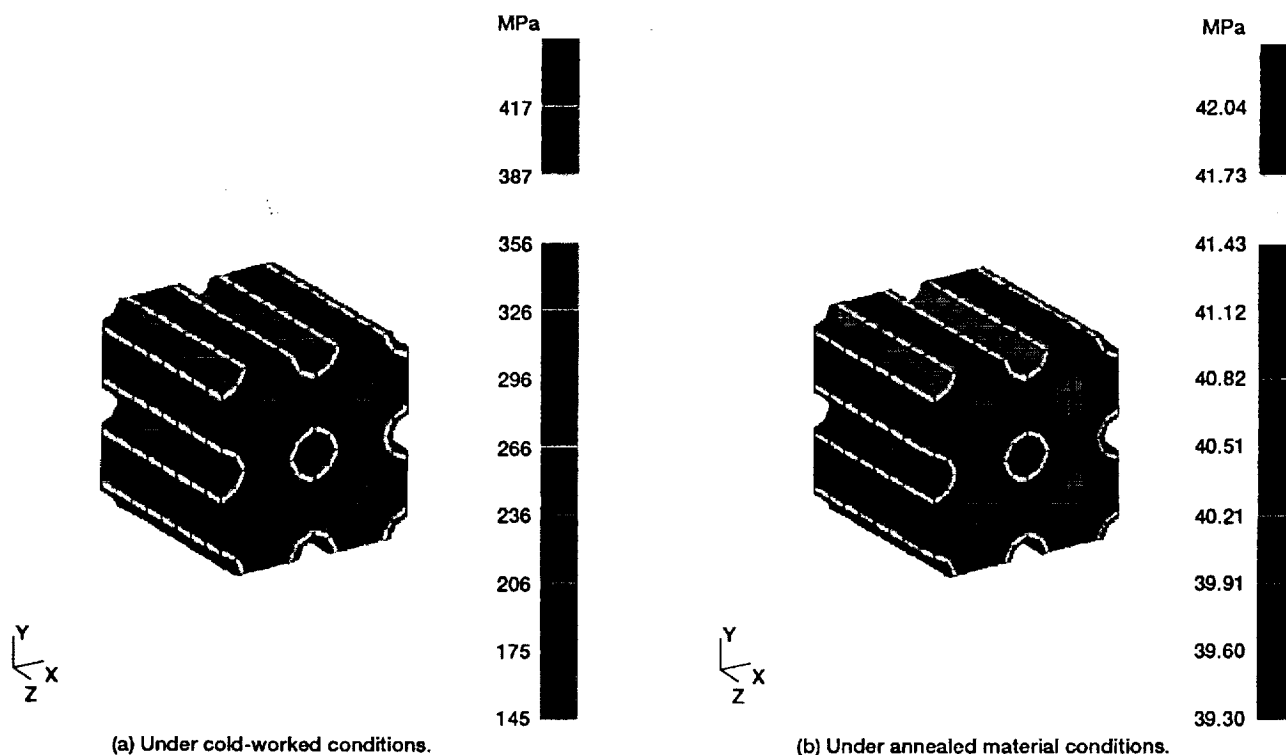 MPa
417
387
356
326
296
266
236
206
175
145
Y
X
Z
(a) Under cold-worked conditions.
MPa
42.04
41.73
41.43
41.12
40.82
40.51
40.21
39.91
39.60
39.30
Y
X
Z
(b) Under annealed material conditions.